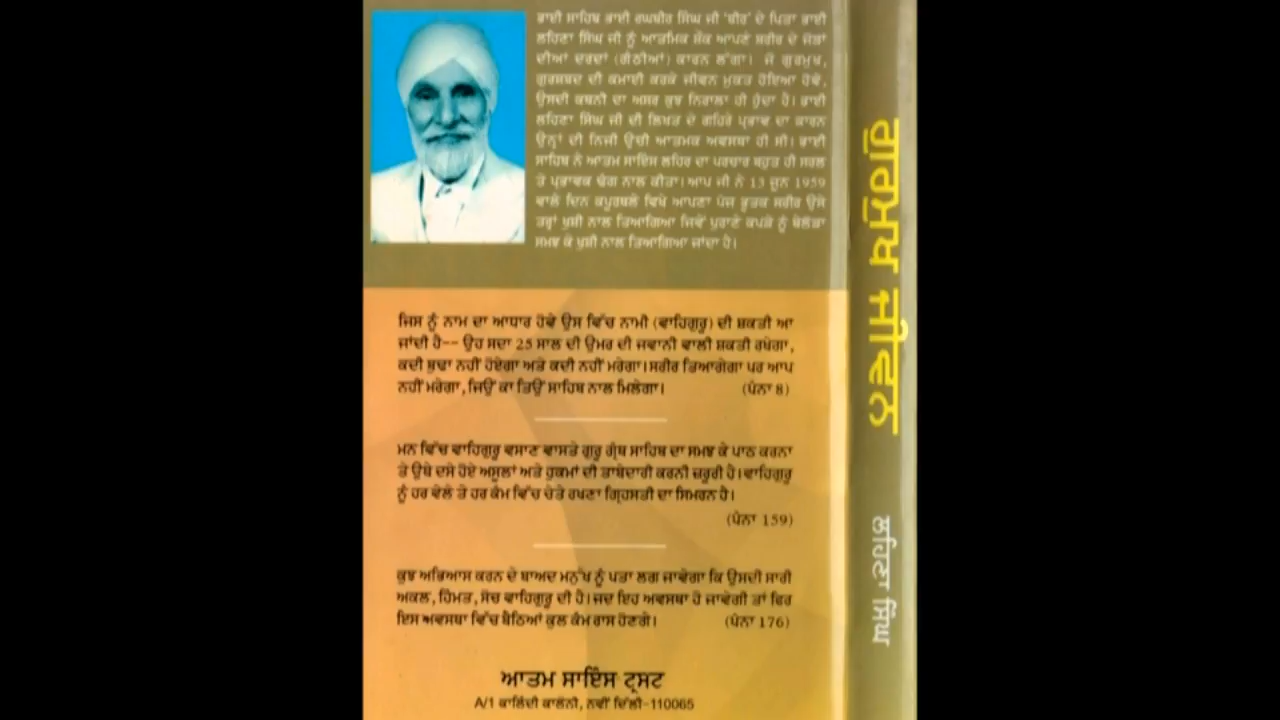 ਭਾਈ ਸਾਹਿਬ ਭਾਈ ਰਘਬੀਰ ਸਿੰਘ ਜੀ 'ਬੀਰ' ਦੇ ਪਿਤਾ ਭਾਈ
ਲਹਿਣਾ ਸਿੰਘ ਜੀ ਨੂੰ ਆਤਮਿਕ ਸ਼ੌਕ ਆਪਣੇ ਸਰੀਰ ਦੇ ਜੋੜਾਂ
ਦੀਆਂ ਦਰਦਾਂ (ਗੰਠੀਆਂ) ਕਾਰਨ ਲੱਗਾ। ਜੋ ਗੁਰਮੁਖ,
ਗੁਰਸ਼ਬਦ ਦੀ ਕਮਾਈ ਕਰਕੇ ਜੀਵਨ ਮੁਕਤ ਹੋਇਆ ਹੋਵੇ,
ਉਸਦੀ ਕਥਨੀ ਦਾ ਅਸਰ ਕੁਝ ਨਿਰਾਲਾ ਹੀ ਹੁੰਦਾ ਹੈ। ਭਾਈ
ਲਹਿਣਾ ਸਿੰਘ ਜੀ ਦੀ ਲਿਖਤ ਦੇ ਗਹਿਰੇ ਪ੍ਰਭਾਵ ਦਾ ਕਾਰਨ
ਉਨ੍ਹਾਂ ਦੀ ਨਿਜੀ ਉਚੀ ਆਤਮਕ ਅਵਸਥਾ ਹੀ ਸੀ। ਭਾਈ
ਸਾਹਿਬ ਨੇ ਆਤਮ ਸਾਇੰਸ ਲਹਿਰ ਦਾ ਪਰਚਾਰ ਬਹੁਤ ਹੀ ਸਰਲ
ਤੇ ਪ੍ਰਭਾਵਕ ਢੰਗ ਨਾਲ ਕੀਤਾ। ਆਪ ਜੀ ਨੇ 13 ਜੂਨ 1959
ਵਾਲੇ ਦਿਨ ਕਪੂਰਥਲੇ ਵਿਖੇ ਆਪਣਾ ਪੰਜ ਭੂਤਕ ਸਰੀਰ ਉਸੇ
ਤਰ੍ਹਾਂ ਖੁਸ਼ੀ ਨਾਲ ਤਿਆਗਿਆ ਜਿਵੇਂ ਪੁਰਾਣੇ ਕਪੜੇ ਨੂੰ ਬੇਲੋੜਾ
ਸਮਝ ਕੇ ਖੁਸ਼ੀ ਨਾਲ ਤਿਆਗਿਆ ਜਾਂਦਾ ਹੈ।
ਜਿਸ ਨੂੰ ਨਾਮ ਦਾ ਆਧਾਰ ਹੋਵੇ ਉਸ ਵਿੱਚ ਨਾਮੀ (ਵਾਹਿਗੁਰੂ) ਦੀ ਸ਼ਕਤੀ ਆ
ਜਾਂਦੀ ਹੈ-- ਉਹ ਸਦਾ 25 ਸਾਲ ਦੀ ਉਮਰ ਦੀ ਜਵਾਨੀ ਵਾਲੀ ਸ਼ਕਤੀ ਰਖੇਗਾ,
ਕਦੀ ਬੁਢਾ ਨਹੀਂ ਹੋਏਗਾ ਅਤੇ ਕਦੀ ਨਹੀਂ ਮਰੇਗਾ। ਸਰੀਰ ਤਿਆਗੇਗਾ ਪਰ ਆਪ
ਨਹੀਂ ਮਰੇਗਾ, ਜਿਉਂ ਕਾ ਤਿਉਂ ਸਾਹਿਬ ਨਾਲ ਮਿਲੇਗਾ। (ਪੰਨਾ 8)
ਮਨ ਵਿੱਚ ਵਾਹਿਗੁਰੂ ਵਸਾਣ ਵਾਸਤੇ ਗੁਰੂ ਗ੍ਰੰਥ ਸਾਹਿਬ ਦਾ ਸਮਝ ਕੇ ਪਾਠ ਕਰਨਾ
ਤੇ ਉਥੇ ਦਸੇ ਹੋਏ ਅਸੂਲਾਂ ਅਤੇ ਹੁਕਮਾਂ ਦੀ ਤਾਬੇਦਾਰੀ ਕਰਨੀ ਜ਼ਰੂਰੀ ਹੈ। ਵਾਹਿਗੁਰੂ
ਨੂੰ ਹਰ ਵੇਲੇ ਤੇ ਹਰ ਕੰਮ ਵਿੱਚ ਚੇਤੇ ਰਖਣਾ ਗ੍ਰਿਹਸਤੀ ਦਾ ਸਿਮਰਨ ਹੈ।
(ਪੰਨਾ 159)
ਕੁਝ ਅਭਿਆਸ ਕਰਨ ਦੇ ਬਾਅਦ ਮਨੁੱਖ ਨੂੰ ਪਤਾ ਲਗ ਜਾਵੇਗਾ ਕਿ ਉਸਦੀ ਸਾਰੀ
ਅਕਲ, ਹਿੰਮਤ, ਸੋਚ ਵਾਹਿਗੁਰੂ ਦੀ ਹੈ। ਜਦ ਇਹ ਅਵਸਥਾ ਹੋ ਜਾਵੇਗੀ ਤਾਂ ਫਿਰ
ਇਸ ਅਵਸਥਾ ਵਿੱਚ ਬੈਠਿਆਂ ਕੁਲ ਕੰਮ ਰਾਸ ਹੋਣਗੇ। (ਪੰਨਾ 176)
ਆਤਮ ਸਾਇੰਸ ਟ੍ਰਸਟ
A/1 ਕਾਲਿੰਦੀ ਕਾਲੋਨੀ, ਨਵੀਂ ਦਿੱਲੀ-110065
ਗੁਰਮੁਖ ਜੀਵਨ
ਲਹਿਣਾ ਸਿੰਘ